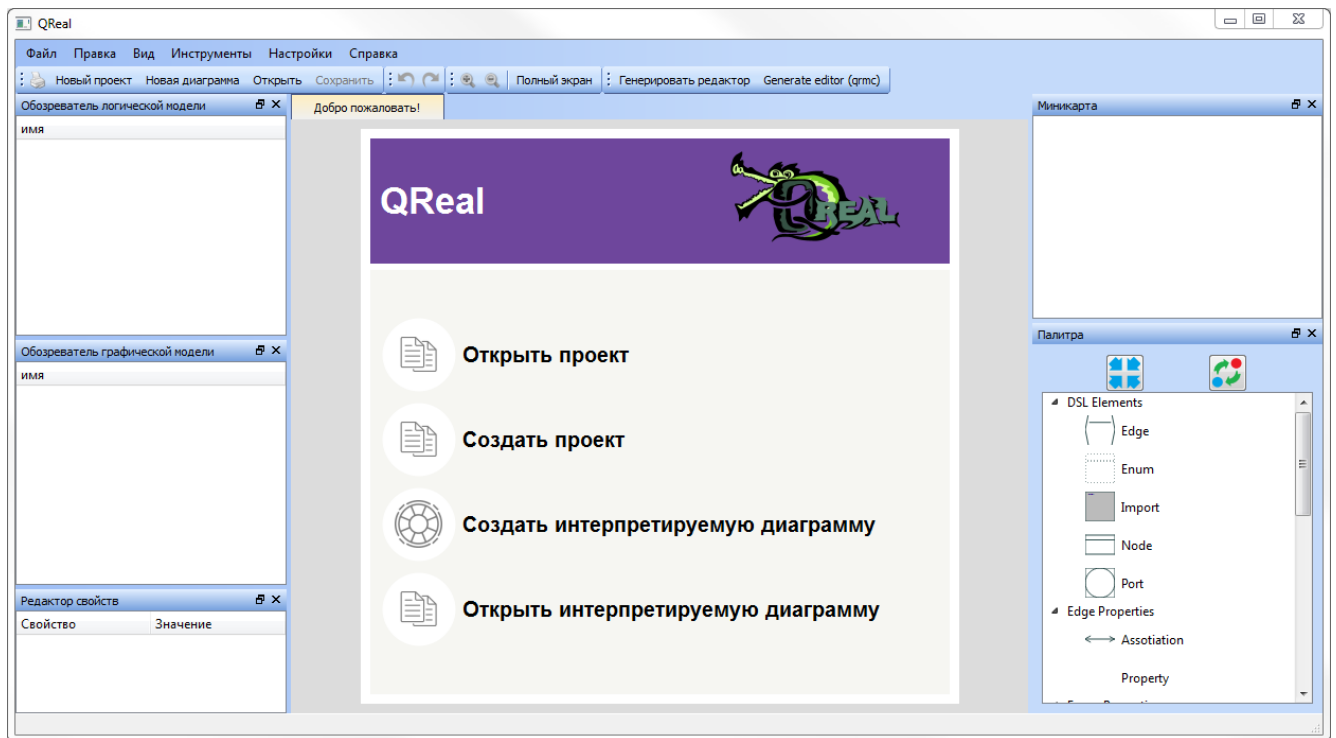 QReal
Файл Правка Вид Инструменты Настройки Справка
Новый проект Новая диаграмма Открыть Сохранить Полный экран Генерировать редактор Generate editor (qrmc)
Обозреватель логической модели
имя
Обозреватель графической модели
имя
Редактор свойств
Свойство Значение
Добро пожаловать!
QReal
QREAL
Открыть проект
Создать проект
Создать интерпретируемую диаграмму
Открыть интерпретируемую диаграмму
Миникарта
Палитра
DSL Elements
Edge
Enum
Import
Node
Port
Edge Properties
Assotiation
Property